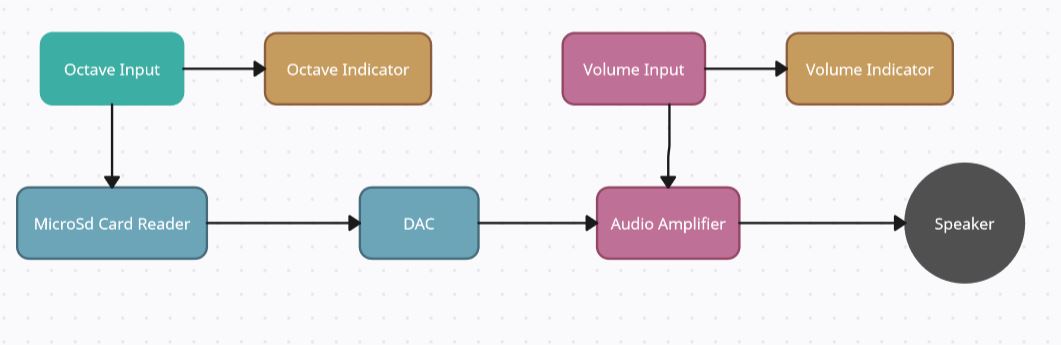 Octave Input
Octave Indicator
Volume Input
Volume Indicator
MicroSd Card Reader
DAC
Audio Amplifier
Speaker